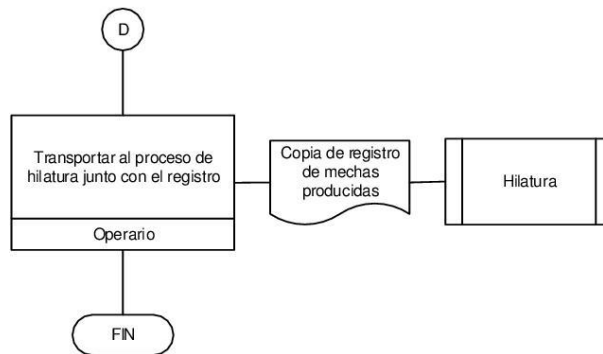 D
Transportar al proceso de
hilatura junto con el registro
Operario
Copia de registro
de mechas
producidas
Hilatura
FIN